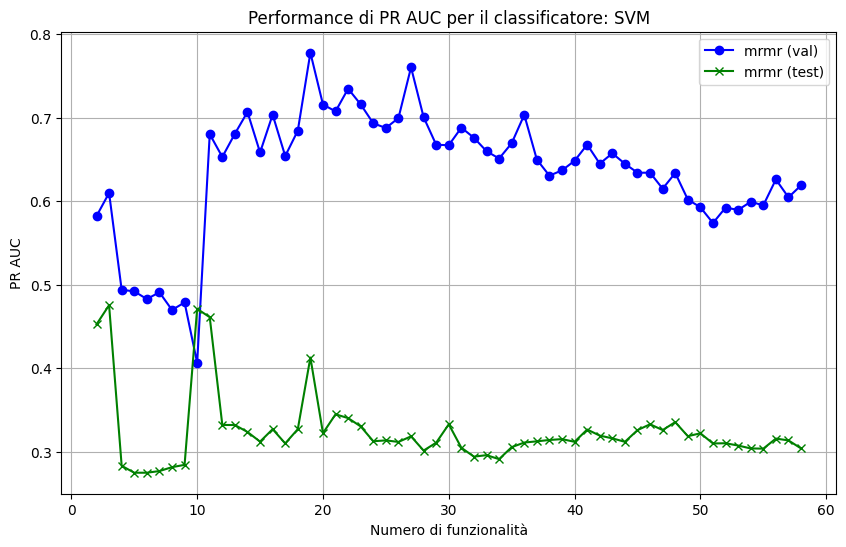 Performance di PR AUC per il classificatore: SVM
mrmr (val)
mrmr (test)
PR AUC
0.8
0.7
0.6
0.5
0.4
0.3
0 10 20 30 40 50 60
Numero di funzionalità